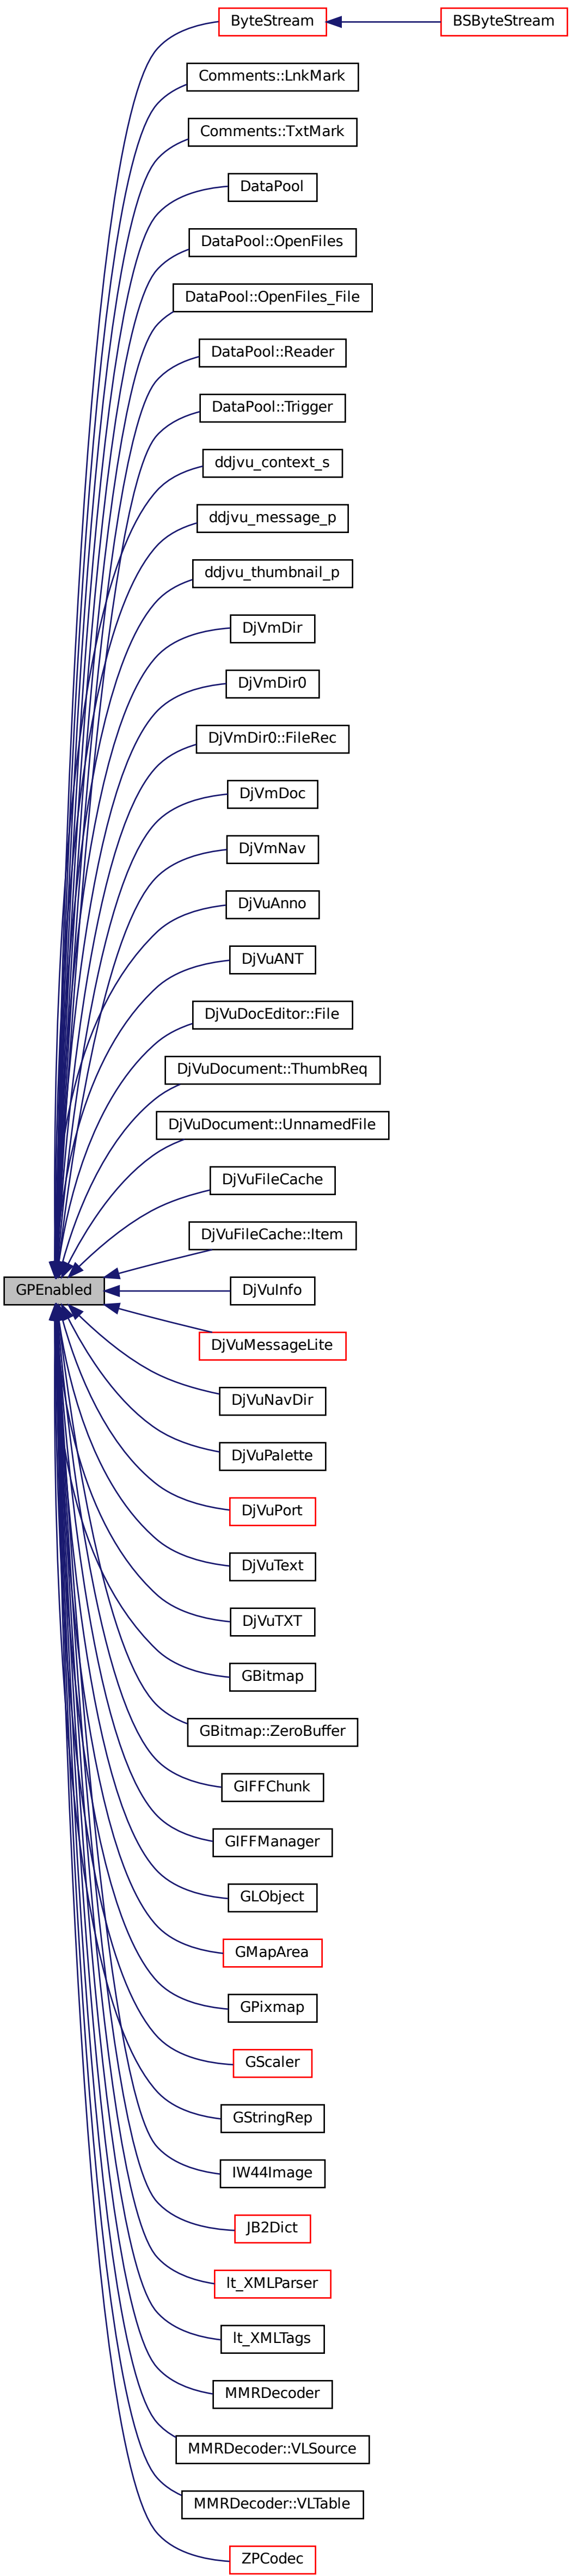 ByteStream
BSByteStream
Comments::LnkMark
Comments::TxtMark
DataPool
DataPool::OpenFiles
DataPool::OpenFiles_File
DataPool::Reader
DataPool::Trigger
ddjvu_context_s
ddjvu_message_p
ddjvu_thumbnail_p
DjVmDir
DjVmDir0
DjVmDir0::FileRec
DjVmDoc
DjVmNav
DjVuAnno
DjVuANT
DjVuDocEditor::File
DjVuDocument::ThumbReq
DjVuDocument::UnnamedFile
DjVuFileCache
DjVuFileCache::Item
GPEnabled
DjVuInfo
DjVuMessageLite
DjVuNavDir
DjVuPalette
DjVuPort
DjVuText
DjVuTXT
GBitmap
GBitmap::ZeroBuffer
GIFFChunk
GIFFManager
GLObject
GMapArea
GPixmap
GScaler
GStringRep
IW44Image
JB2Dict
lt_XMLParser
lt_XMLTags
MMRDecoder
MMRDecoder::VLSource
MMRDecoder::VLTable
ZPCodec